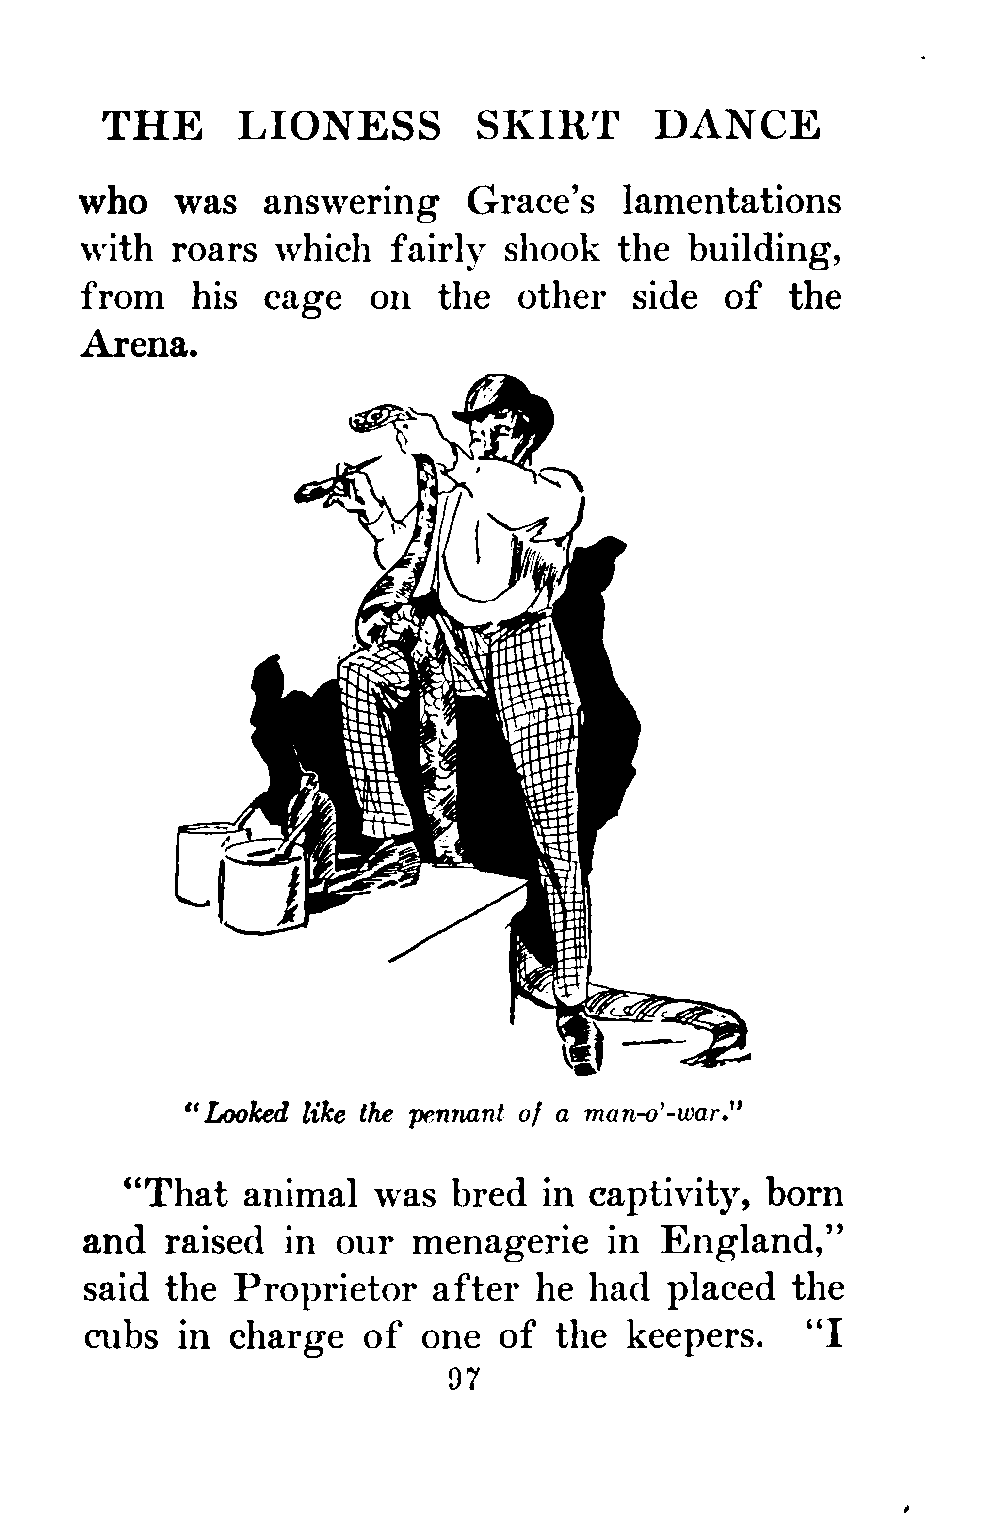 THE LIONESS SKIRT DANCE
who was answering Grace's lamentations
with roars which fairly shook the building,
from his cage on the other side of the
Arena.
"Looked like the pennant of a man-o'-war."
"That animal was bred in captivity, born
and raised in our menagerie in England,"
said the Proprietor after he had placed the
cubs in charge of one of the keepers. "I
97